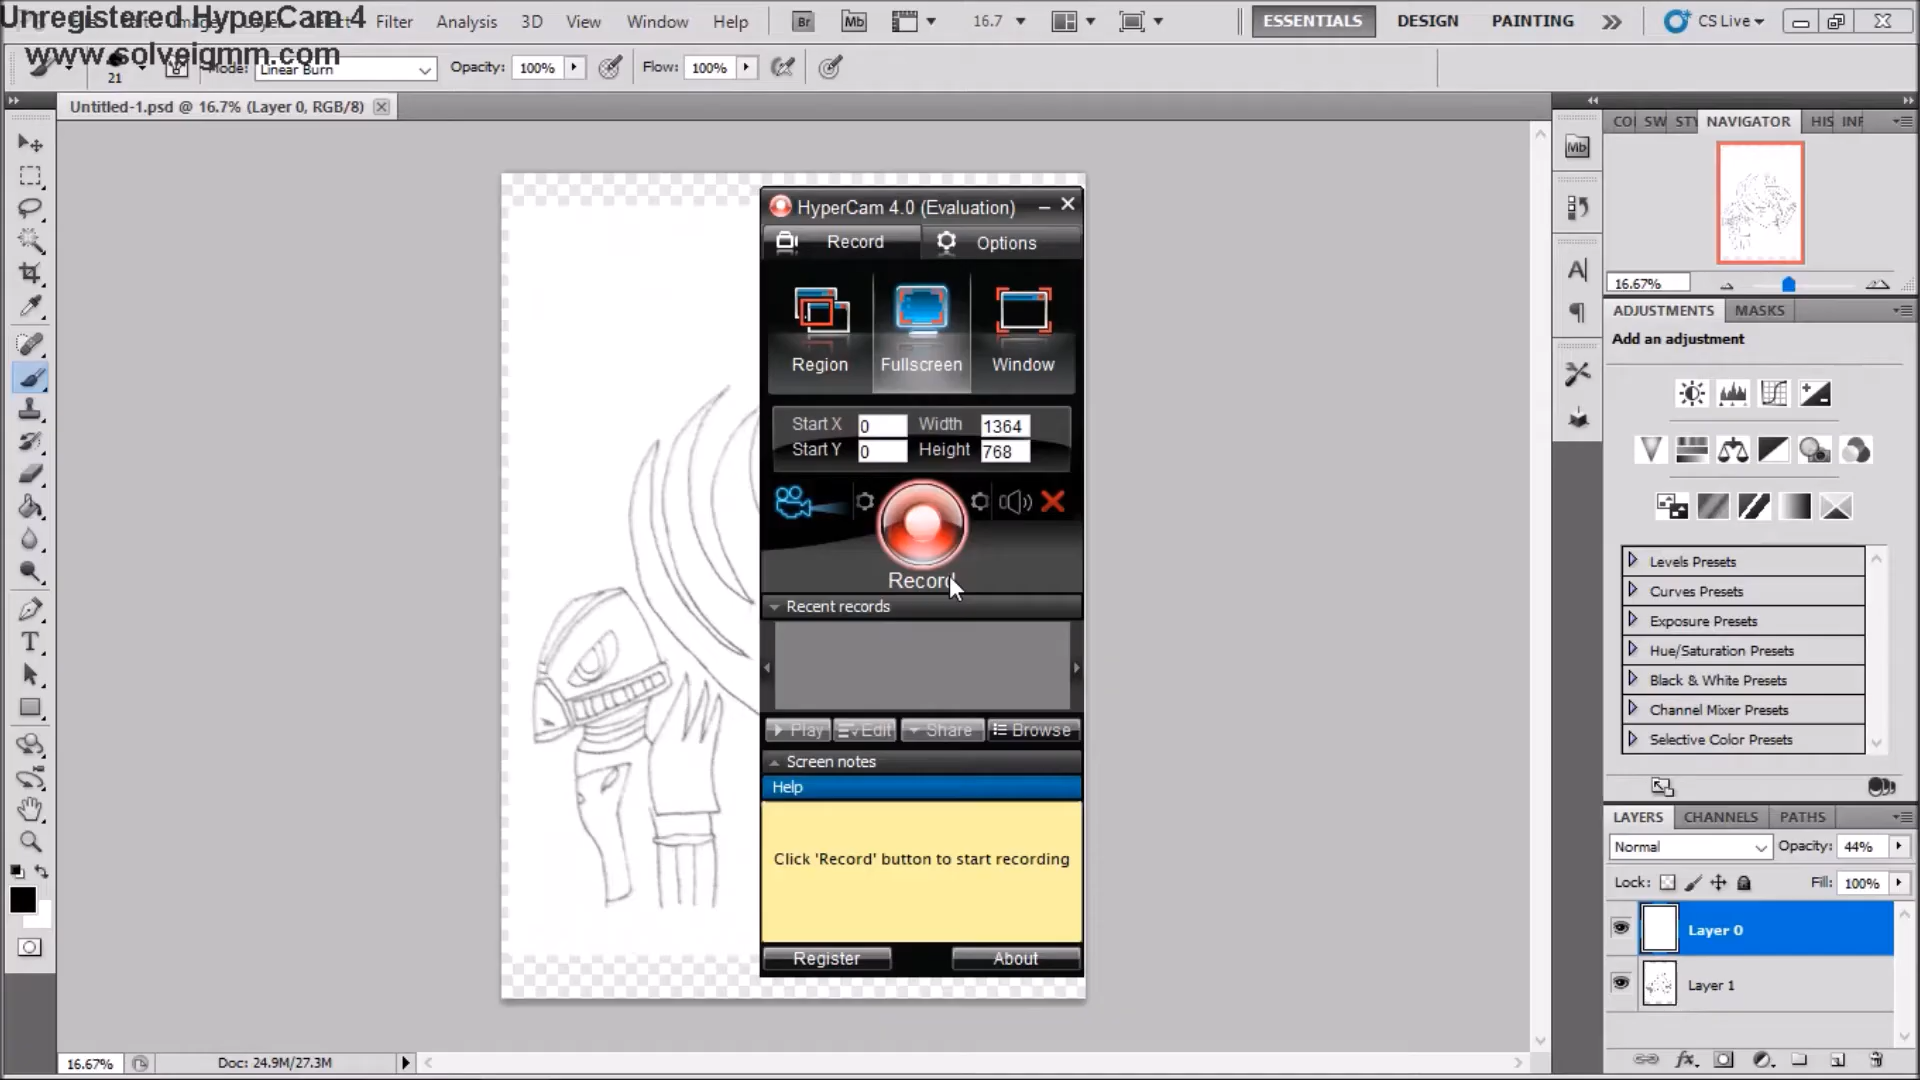 Unregistered HyperCam 4
www.solveigmm.com
Filter Analysis 3D View Window Help Br Mb 16.7 ESSENTIALS DESIGN PAINTING CS Live
21 Mode: Linear Burn Opacity: 100% Flow: 100%
Untitled-1.psd @ 16.7% (Layer 0, RGB/8)
HyperCam 4.0 (Evaluation)
Record Options
Region Fullscreen Window
Start X 0 Width 1364
Start Y 0 Height 768
Record
Recent records
Play Edit Share Browse
Screen notes
Help
Click 'Record' button to start recording
Register About
Mb
COI SW STY NAVIGATOR HIS INF
16.67%
ADJUSTMENTS MASKS
Add an adjustment
Levels Presets
Curves Presets
Exposure Presets
Hue/Saturation Presets
Black & White Presets
Channel Mixer Presets
Selective Color Presets
LAYERS CHANNELS PATHS
Normal Opacity: 44%
Lock: Fill: 100%
Layer 0
Layer 1
16.67% Doc: 24.9M/27.3M